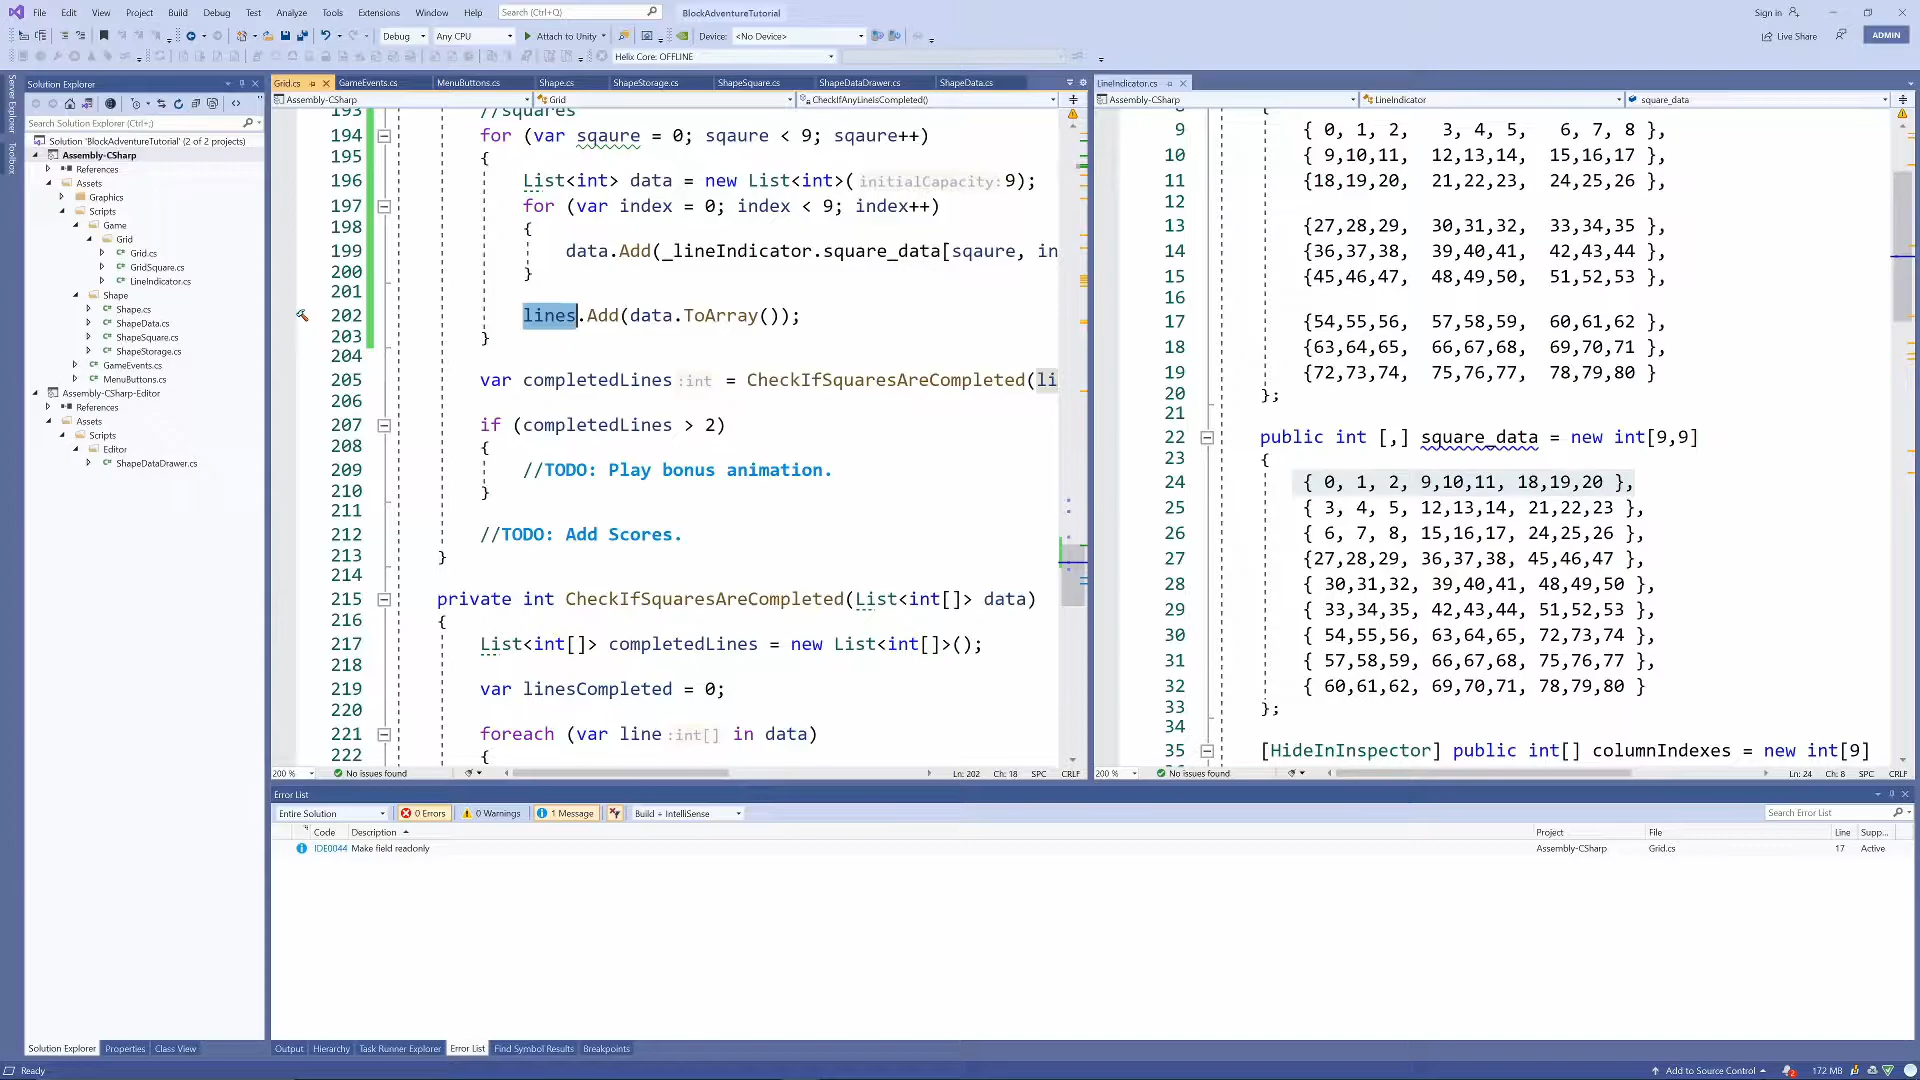 File Edit View Project Build Debug Test Analyze Tools Extensions Window Help Search (Ctrl+Q) BlockAdventureTutorial Sign in
Debug Any CPU Attach to Unity Device: <No Device> Live Share ADMIN
Helix Core: OFFLINE
Server Explorer
Toolbox
Solution Explorer
Search Solution Explorer (Ctrl+;)
Solution 'BlockAdventureTutorial' (2 of 2 projects)
Assembly-CSharp
References
Assets
Graphics
Scripts
Game
Grid
Grid.cs
GridSquare.cs
LineIndicator.cs
Shape
Shape.cs
ShapeData.cs
ShapeSquare.cs
ShapeStorage.cs
GameEvents.cs
MenuButtons.cs
Assembly-CSharp-Editor
References
Assets
Scripts
Editor
ShapeDataDrawer.cs
Solution Explorer Properties Class View
Grid.cs GameEvents.cs MenuButtons.cs Shape.cs ShapeStorage.cs ShapeSquare.cs ShapeDataDrawer.cs ShapeData.cs
Assembly-CSharp Grid CheckIfAnyLineIsCompleted()
193 //squares
194 for (var sqaure = 0; sqaure < 9; sqaure++)
195 {
196 List<int> data = new List<int>(initialCapacity: 9);
197 for (var index = 0; index < 9; index++)
198 {
199 data.Add(_lineIndicator.square_data[sqaure, in
200 }
201
202 lines.Add(data.ToArray());
203 }
204
205 var completedLines :int = CheckIfSquaresAreCompleted(li
206
207 if (completedLines > 2)
208 {
209 //TODO: Play bonus animation.
210 }
211
212 //TODO: Add Scores.
213 }
214
215 private int CheckIfSquaresAreCompleted(List<int[]> data)
216 {
217 List<int[]> completedLines = new List<int[]>();
218
219 var linesCompleted = 0;
220
221 foreach (var line :int[] in data)
222 {
200 % No issues found Ln: 202 Ch: 18 SPC CRLF
LineIndicator.cs
Assembly-CSharp LineIndicator square_data
{
9 { 0, 1, 2, 3, 4, 5, 6, 7, 8 },
10 { 9,10,11, 12,13,14, 15,16,17 },
11 {18,19,20, 21,22,23, 24,25,26 },
12
13 {27,28,29, 30,31,32, 33,34,35 },
14 {36,37,38, 39,40,41, 42,43,44 },
15 {45,46,47, 48,49,50, 51,52,53 },
16
17 {54,55,56, 57,58,59, 60,61,62 },
18 {63,64,65, 66,67,68, 69,70,71 },
19 {72,73,74, 75,76,77, 78,79,80 }
20 };
21
22 public int [,] square_data = new int[9,9]
23 {
24 { 0, 1, 2, 9,10,11, 18,19,20 },
25 { 3, 4, 5, 12,13,14, 21,22,23 },
26 { 6, 7, 8, 15,16,17, 24,25,26 },
27 {27,28,29, 36,37,38, 45,46,47 },
28 { 30,31,32, 39,40,41, 48,49,50 },
29 { 33,34,35, 42,43,44, 51,52,53 },
30 { 54,55,56, 63,64,65, 72,73,74 },
31 { 57,58,59, 66,67,68, 75,76,77 },
32 { 60,61,62, 69,70,71, 78,79,80 }
33 };
34
35 [HideInInspector] public int[] columnIndexes = new int[9]
200 % No issues found Ln: 24 Ch: 8 SPC CRLF
Error List
Entire Solution 0 Errors 0 Warnings 1 Message Build + IntelliSense Search Error List
Code Description Project File Line Supp...
IDE0044 Make field readonly Assembly-CSharp Grid.cs 17 Active
Output Hierarchy Task Runner Explorer Error List Find Symbol Results Breakpoints
Ready Add to Source Control 2 172 MB